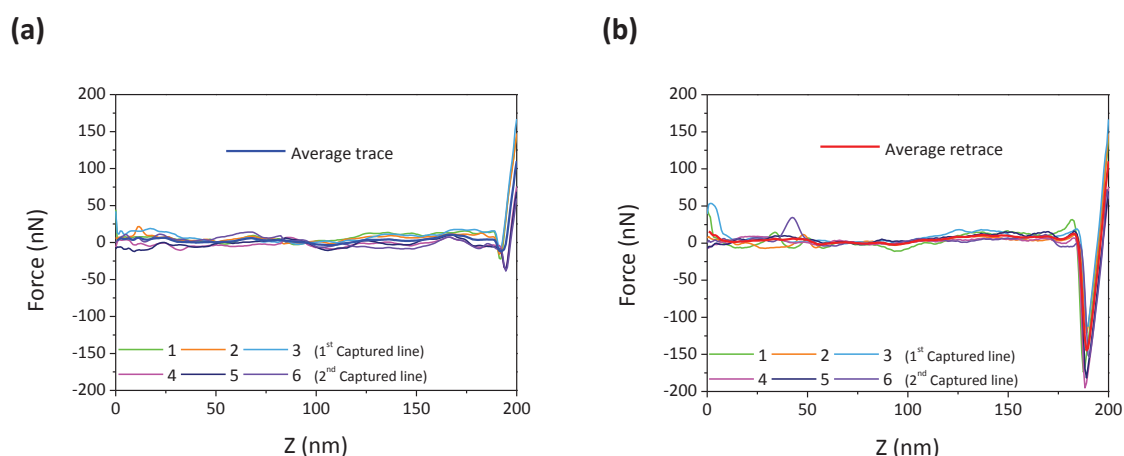 (a)
(b)
200
150
100
50
0
-50
-100
-150
-200
Force (nN)
Average trace
1 2 3 (1st Captured line)
4 5 6 (2nd Captured line)
0 50 100 150 200
Z (nm)
200
150
100
50
0
-50
-100
-150
-200
Force (nN)
Average retrace
1 2 3 (1st Captured line)
4 5 6 (2nd Captured line)
0 50 100 150 200
Z (nm)